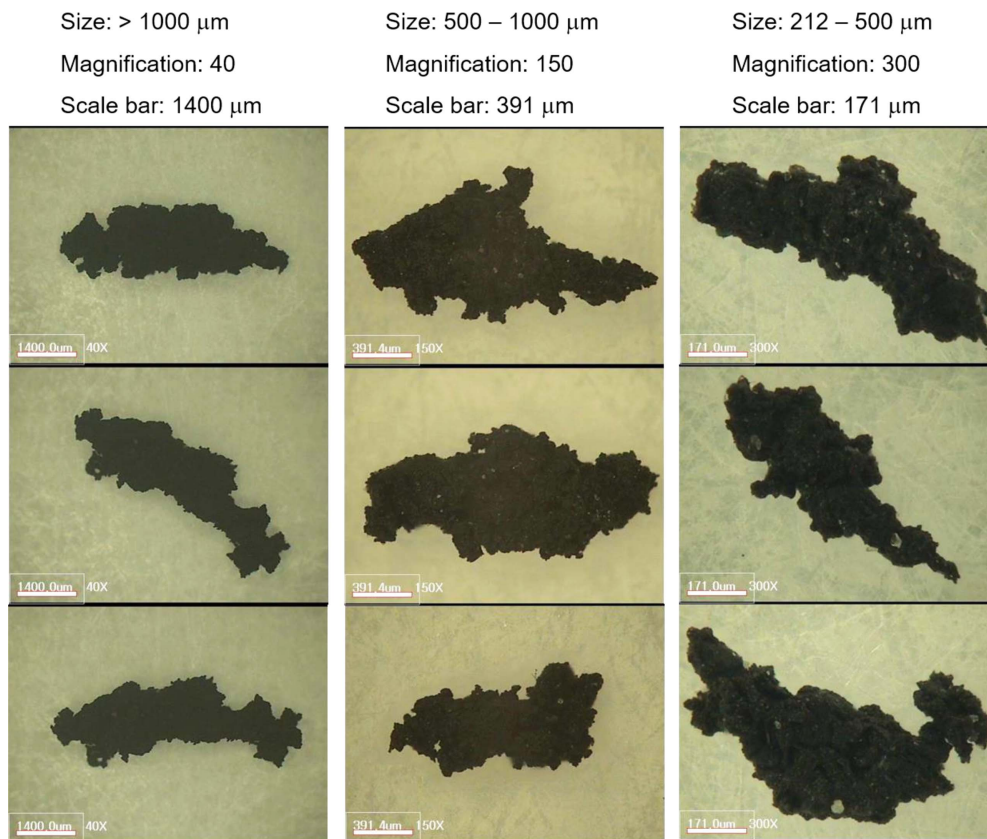 Size: > 1000 μm
Magnification: 40
Scale bar: 1400 μm
Size: 500 – 1000 μm
Magnification: 150
Scale bar: 391 μm
Size: 212 – 500 μm
Magnification: 300
Scale bar: 171 μm
1400.0um 40X
391.4um 150X
171.0um 300X
1400.0um 40X
391.4um 150X
171.0um 300X
1400.0um 40X
391.4um 150X
171.0um 300X